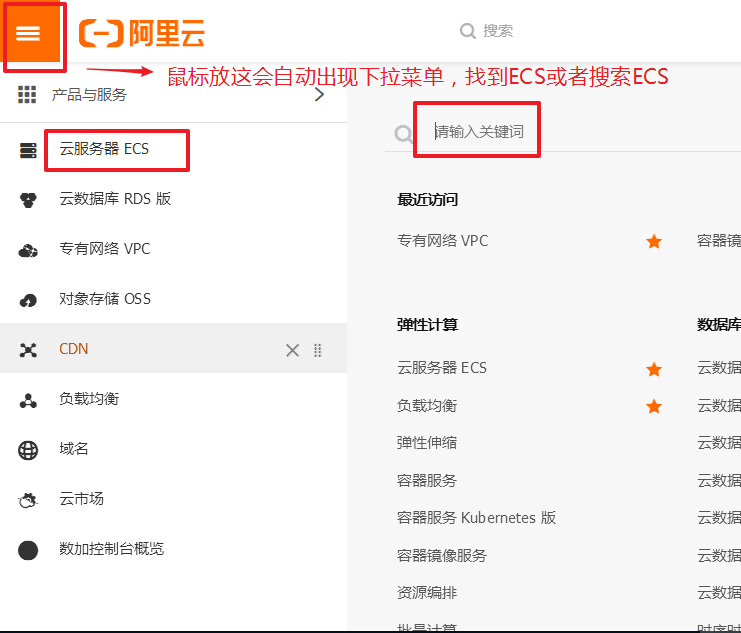 阿里云
搜索
鼠标放这会自动出现下拉菜单，找到ECS或者搜索ECS
产品与服务
云服务器 ECS
云数据库 RDS 版
专有网络 VPC
对象存储 OSS
CDN
负载均衡
域名
云市场
数加控制台概览
请输入关键词
最近访问
专有网络 VPC
容器镜
弹性计算
数据库
云服务器 ECS
云数据
负载均衡
云数据
弹性伸缩
云数据
容器服务
云数据
容器服务 Kubernetes 版
云数据
容器镜像服务
云数据
资源编排
云数据
批量计算
时序时